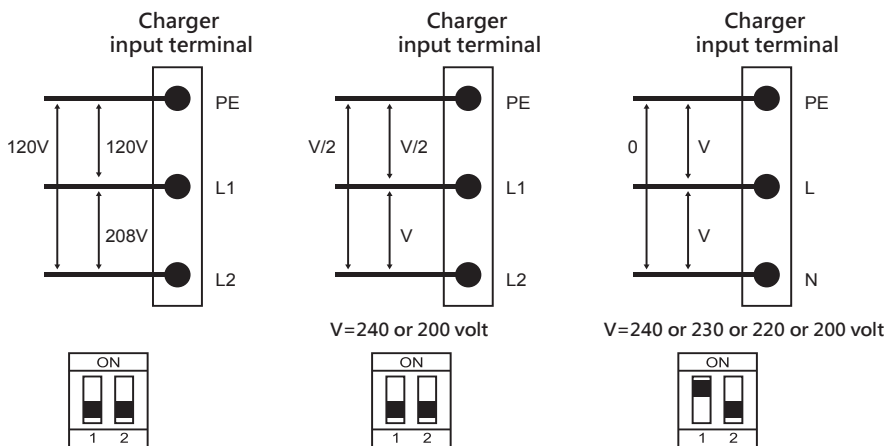 Charger
input terminal
PE
120V
120V
L1
208V
L2
ON
1 2
Charger
input terminal
PE
V/2
V/2
L1
V
L2
V=240 or 200 volt
ON
1 2
Charger
input terminal
PE
0
V
L
V
N
V=240 or 230 or 220 or 200 volt
ON
1 2